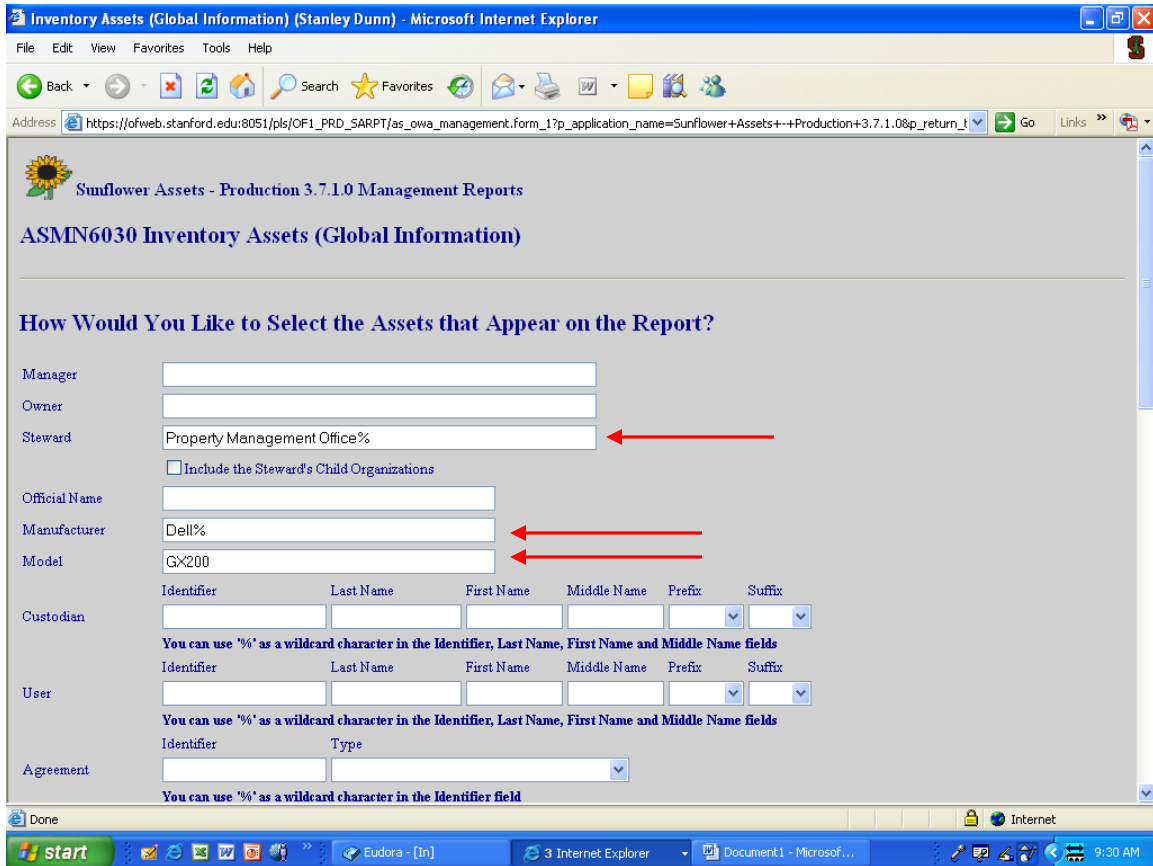 Inventory Assets (Global Information) (Stanley Dunn) - Microsoft Internet Explorer
File Edit View Favorites Tools Help
Back Search Favorites
Address https://ofweb.stanford.edu:8051/pls/OF1_PRD_SARPT/as_owa_management.form_1?p_application_name=Sunflower+Assets+-+Production+3.7.1.0&p_return_t Go Links »
Sunflower Assets - Production 3.7.1.0 Management Reports
ASMN6030 Inventory Assets (Global Information)
How Would You Like to Select the Assets that Appear on the Report?
Manager
Owner
Steward Property Management Office%
Include the Steward's Child Organizations
Official Name
Manufacturer Dell%
Model GX200
Identifier Last Name First Name Middle Name Prefix Suffix
Custodian
You can use '%' as a wildcard character in the Identifier, Last Name, First Name and Middle Name fields
Identifier Last Name First Name Middle Name Prefix Suffix
User
You can use '%' as a wildcard character in the Identifier, Last Name, First Name and Middle Name fields
Identifier Type
Agreement
You can use '%' as a wildcard character in the Identifier field
Done Internet
start » Eudora - [In] 3 Internet Explorer Document1 - Microsof... 9:30 AM